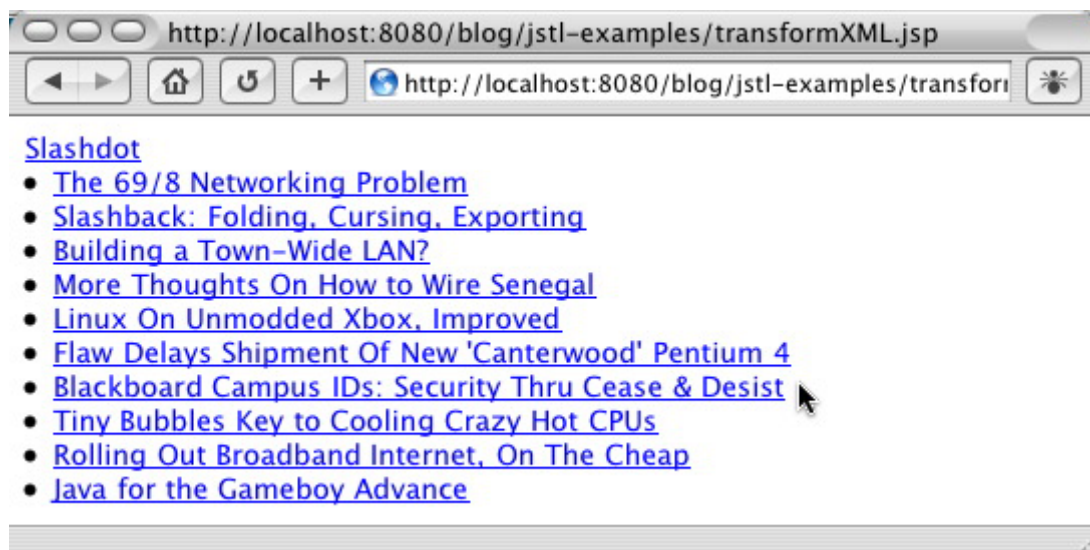 http://localhost:8080/blog/jstl-examples/transformXML.jsp
http://localhost:8080/blog/jstl-examples/transfor
Slashdot
• The 69/8 Networking Problem
• Slashback: Folding, Cursing, Exporting
• Building a Town-Wide LAN?
• More Thoughts On How to Wire Senegal
• Linux On Unmodded Xbox, Improved
• Flaw Delays Shipment Of New 'Canterwood' Pentium 4
• Blackboard Campus IDs: Security Thru Cease & Desist
• Tiny Bubbles Key to Cooling Crazy Hot CPUs
• Rolling Out Broadband Internet, On The Cheap
• Java for the Gameboy Advance